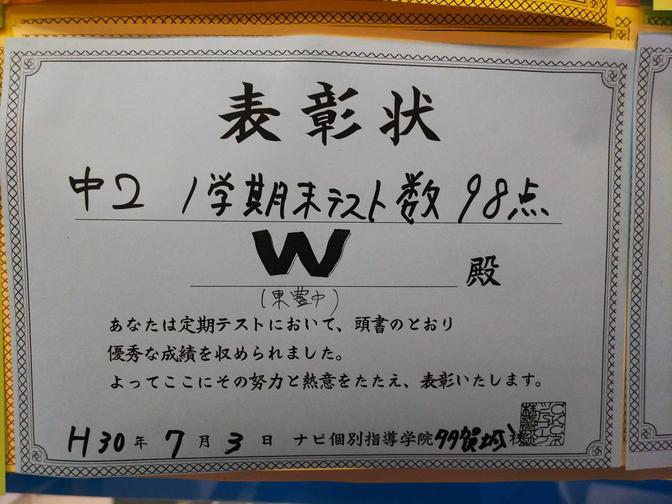 表彰状
中2 1学期末テスト数 98点
W 殿
(東豊中)
あなたは定期テストにおいて、頭書のとおり
優秀な成績を収められました。
よってここにその努力と熱意をたたえ、表彰いたします。
H30年 7月 3日 ナビ個別指導学院 多賀城校